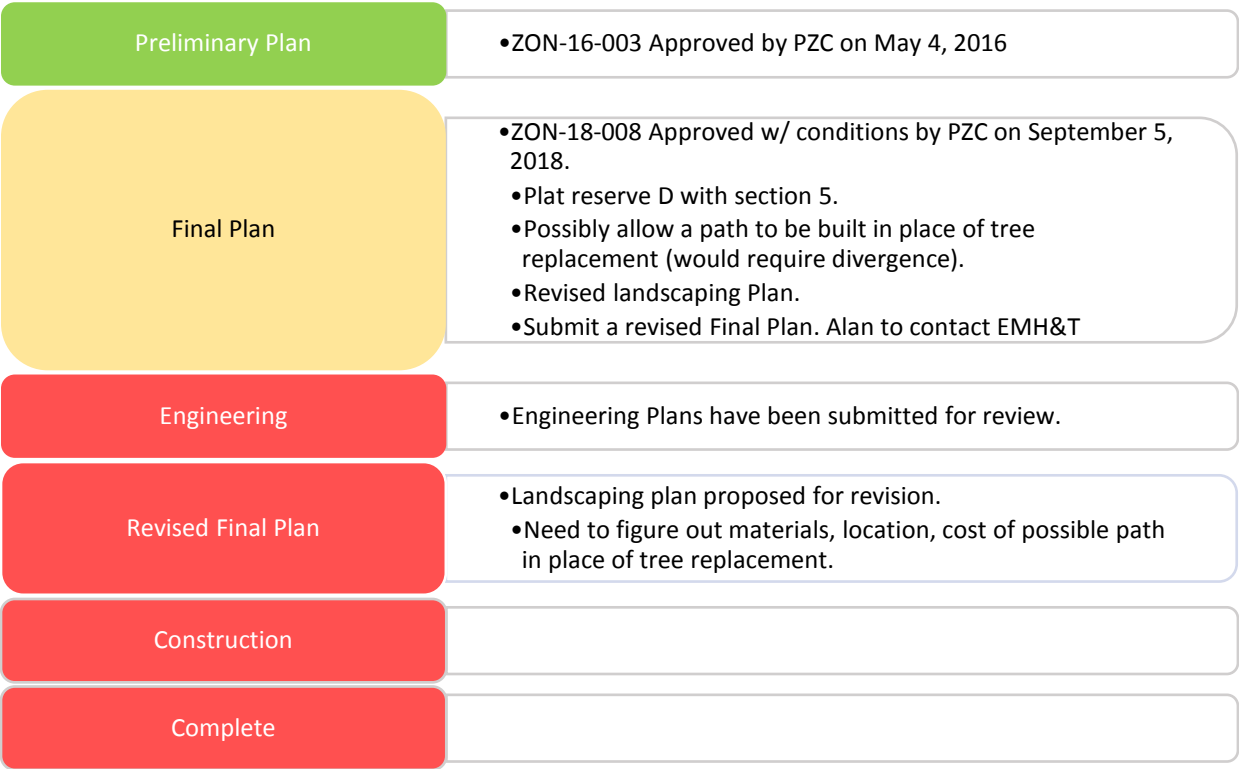 Preliminary Plan
•ZON-16-003 Approved by PZC on May 4, 2016
Final Plan
•ZON-18-008 Approved w/ conditions by PZC on September 5,
2018.
•Plat reserve D with section 5.
•Possibly allow a path to be built in place of tree
replacement (would require divergence).
•Revised landscaping Plan.
•Submit a revised Final Plan. Alan to contact EMH&T
Engineering
•Engineering Plans have been submitted for review.
Revised Final Plan
•Landscaping plan proposed for revision.
•Need to figure out materials, location, cost of possible path
in place of tree replacement.
Construction
Complete